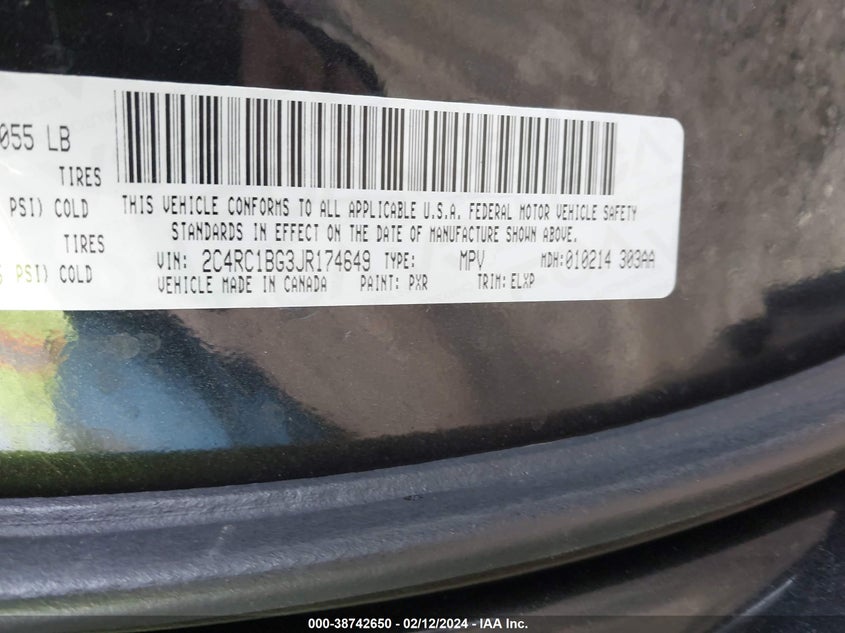 055 LB
TIRES
PSI) COLD
TIRES
PSI) COLD
THIS VEHICLE CONFORMS TO ALL APPLICABLE U.S.A. FEDERAL MOTOR VEHICLE SAFETY
STANDARDS IN EFFECT ON THE DATE OF MANUFACTURE SHOWN ABOVE.
VIN: 2C4RC1BG3JR174649 TYPE: MPV MDH: 010214 303AA
VEHICLE MADE IN CANADA PAINT: PXR TRIM: ELXP
000-38742650 - 02/12/2024 - IAA Inc.